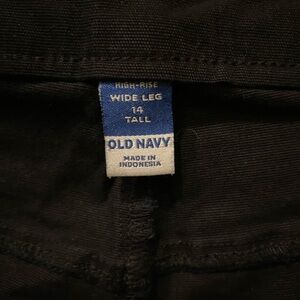 HIGH-RISE
WIDE LEG
14
TALL
OLD NAVY
MADE IN
INDONESIA